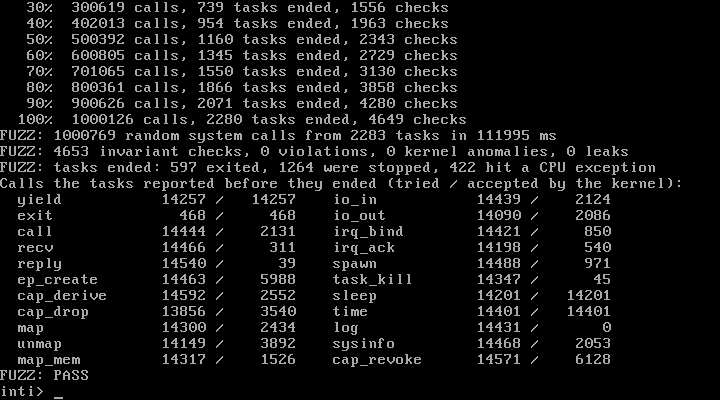 30%  300619 calls, 739 tasks ended, 1556 checks
40%  402013 calls, 954 tasks ended, 1963 checks
50%  500392 calls, 1160 tasks ended, 2343 checks
60%  600805 calls, 1345 tasks ended, 2729 checks
70%  701065 calls, 1550 tasks ended, 3130 checks
80%  800361 calls, 1866 tasks ended, 3858 checks
90%  900626 calls, 2071 tasks ended, 4280 checks
100%  1000126 calls, 2280 tasks ended, 4649 checks
FUZZ: 1000769 random system calls from 2283 tasks in 111995 ms
FUZZ: 4653 invariant checks, 0 violations, 0 kernel anomalies, 0 leaks
FUZZ: tasks ended: 597 exited, 1264 were stopped, 422 hit a CPU exception
Calls the tasks reported before they ended (tried / accepted by the kernel):
yield 14257 / 14257 io_in 14439 / 2124
exit 468 / 468 io_out 14090 / 2086
call 14444 / 2131 irq_bind 14421 / 850
recv 14466 / 311 irq_ack 14198 / 540
reply 14540 / 39 spawn 14488 / 971
ep_create 14463 / 5988 task_kill 14347 / 45
cap_derive 14592 / 2552 sleep 14201 / 14201
cap_drop 13856 / 3540 time 14401 / 14401
map 14300 / 2434 log 14431 / 0
unmap 14149 / 3892 sysinfo 14468 / 2053
map_mem 14317 / 1526 cap_revoke 14571 / 6128
FUZZ: PASS
inti> _